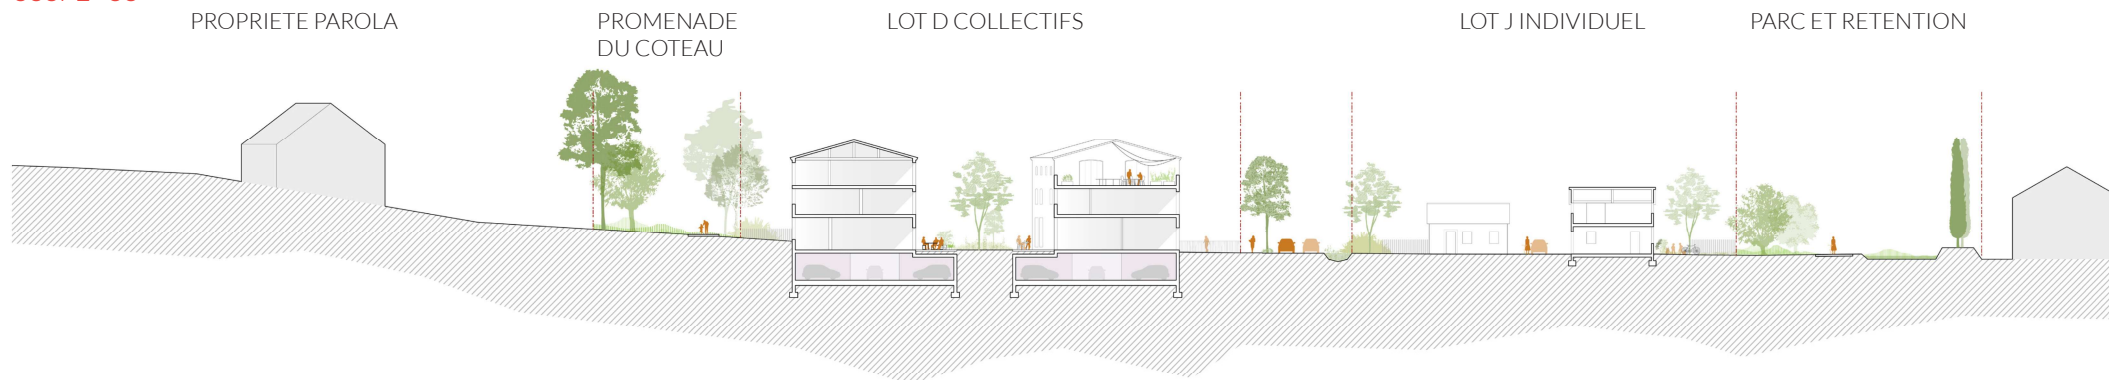 PROPRIETE PAROLA
PROMENADE
DU COTEAU
LOT D COLLECTIFS
LOT J INDIVIDUEL
PARC ET RETENTION